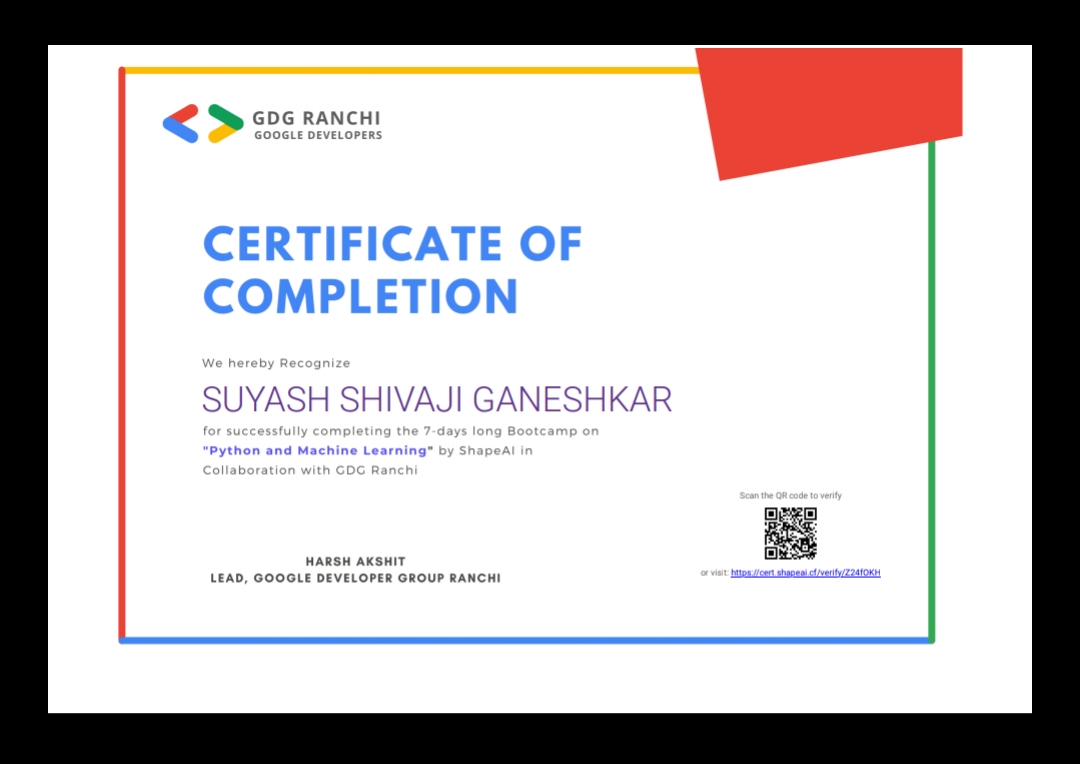 GDG RANCHI
GOOGLE DEVELOPERS
CERTIFICATE OF
COMPLETION
We hereby Recognize
SUYASH SHIVAJI GANESHKAR
for successfully completing the 7-days long Bootcamp on
"Python and Machine Learning" by ShapeAI in
Collaboration with GDG Ranchi
Scan the QR code to verify
or visit: https://cert.shapeai.cf/verify/Z24fOKH
HARSH AKSHIT
LEAD, GOOGLE DEVELOPER GROUP RANCHI